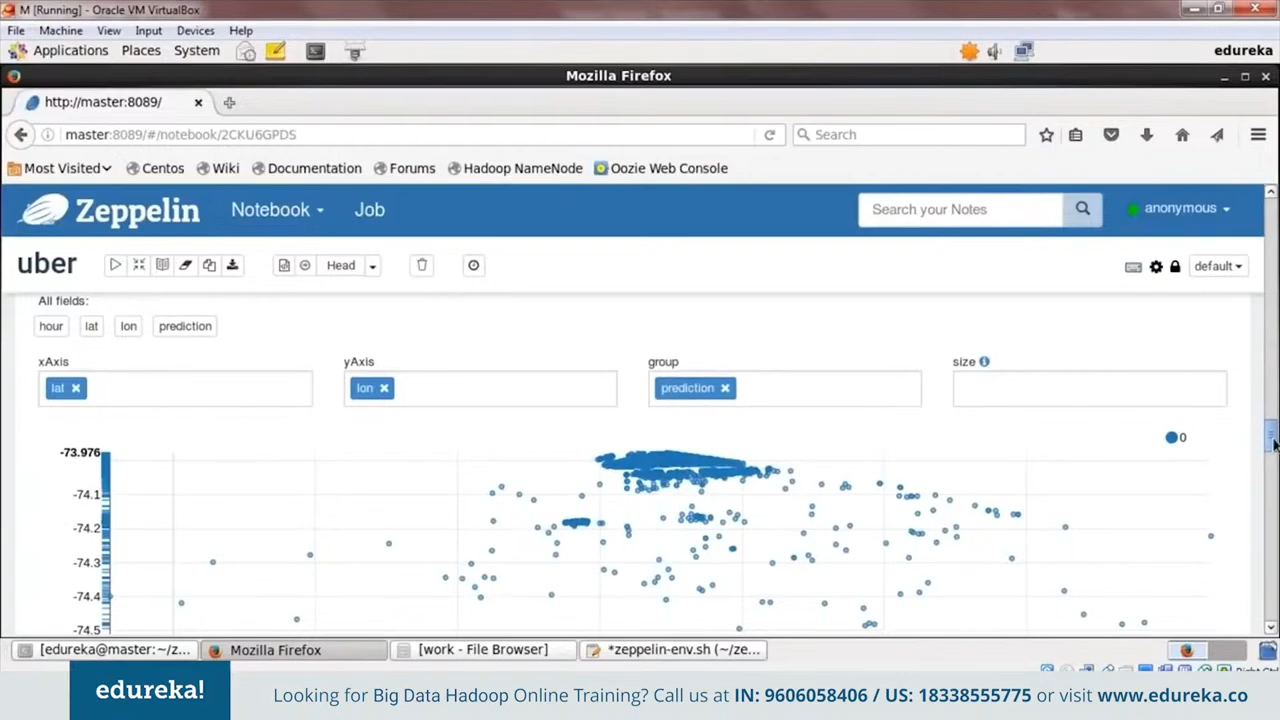 M [Running] - Oracle VM VirtualBox
File Machine View Input Devices Help
Applications Places System edureka
Mozilla Firefox
http://master:8089/
master:8089/#/notebook/2CKU6GPDS Search
Most Visited Centos Wiki Documentation Forums Hadoop NameNode Oozie Web Console
Zeppelin Notebook Job Search your Notes anonymous
uber Head default
All fields:
hour lat lon prediction
xAxis yAxis group size
lat lon prediction
0
-73.976
-74.1
-74.2
-74.3
-74.4
-74.5
[edureka@master:~/z... Mozilla Firefox [work - File Browser] *zeppelin-env.sh (~/ze...
edureka! Looking for Big Data Hadoop Online Training? Call us at IN: 9606058406 / US: 18338555775 or visit www.edureka.co